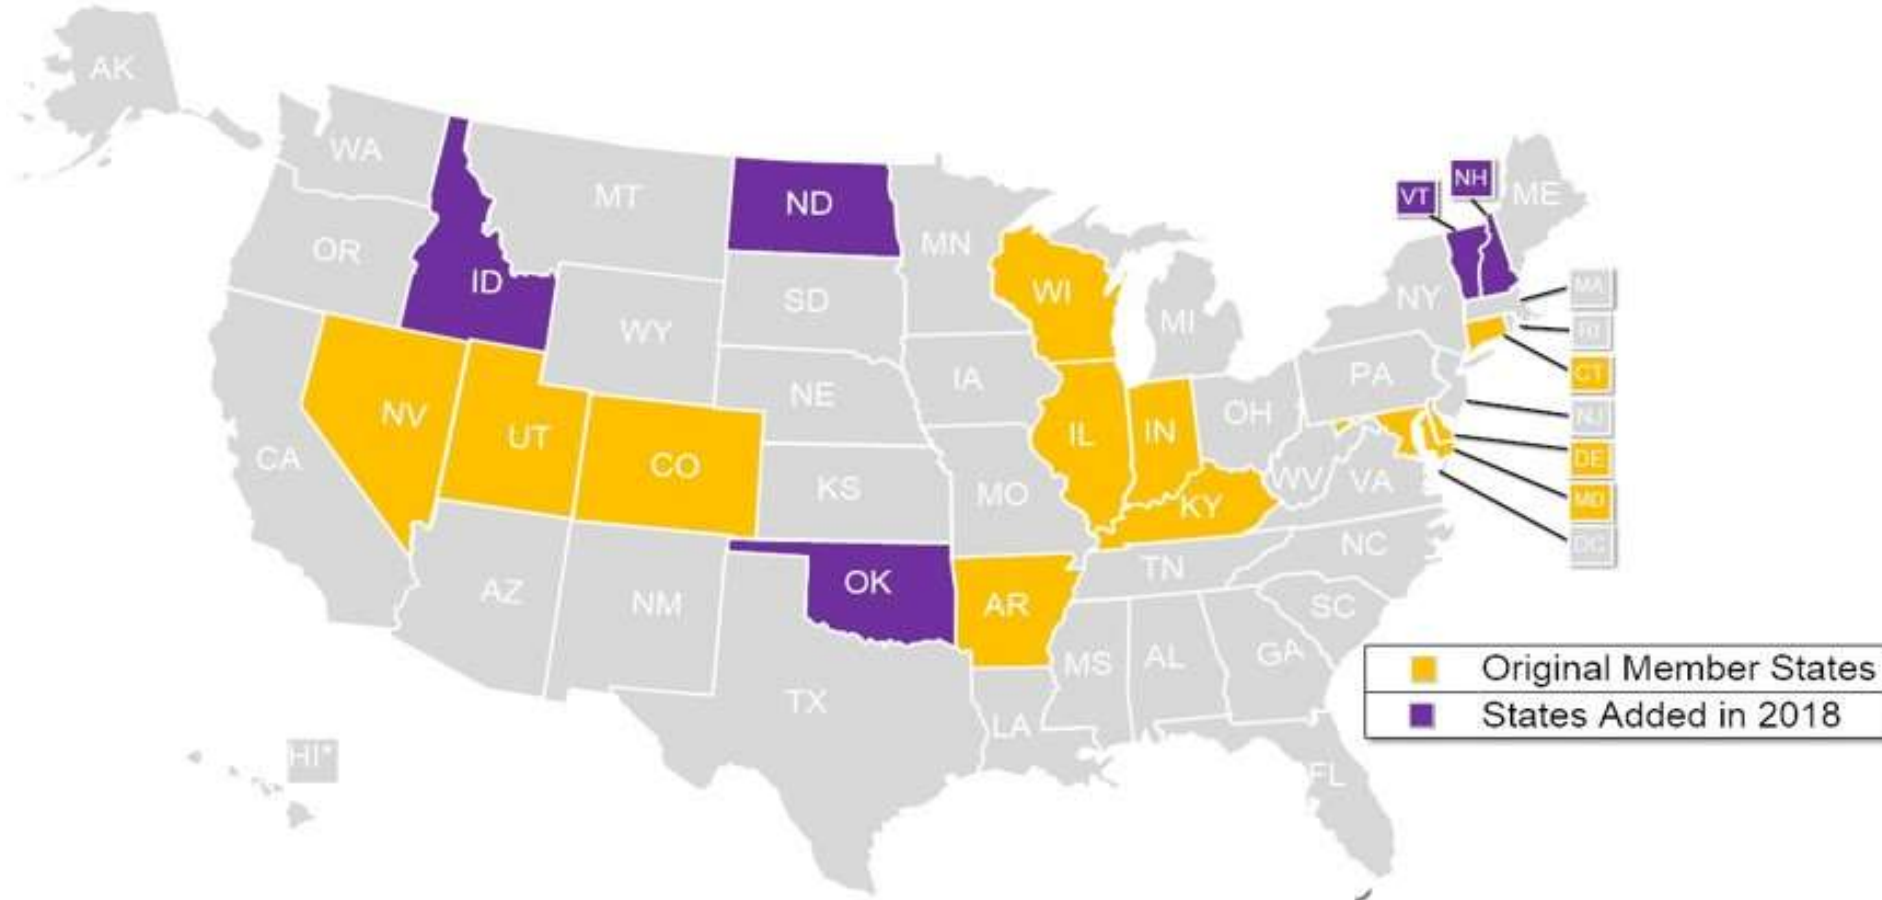 AK
WA
MT
ND
VT
NH
ME
OR
ID
MN
SD
WI
NY
MA
WY
MI
RI
NE
IA
PA
CT
NV
UT
CO
IL
IN
OH
NJ
CA
KS
MO
KY
WV
VA
DE
MD
DC
AZ
NM
OK
AR
TN
NC
SC
MS
AL
GA
TX
LA
FL
HI*
Original Member States
States Added in 2018